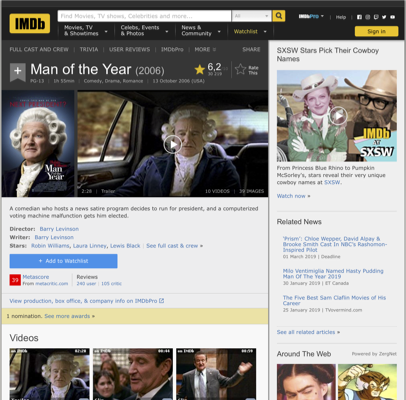 IMDb
Find Movies, TV shows, Celebrities and more...
All
IMDbPro
Help
Movies, TV
& Showtimes
Celebs, Events
& Photos
News &
Community
Watchlist
Sign in
FULL CAST AND CREW | TRIVIA | USER REVIEWS | IMDbPro | MORE
SHARE
Man of the Year (2006)
6,2
Rate
This
PG-13 | 1h 55min | Comedy, Drama, Romance | 13 October 2006 (USA)
Man
of the
Year
2:28 | Trailer
10 VIDEOS | 39 IMAGES
A comedian who hosts a news satire program decides to run for president, and a computerized
voting machine malfunction gets him elected.
Director: Barry Levinson
Writer: Barry Levinson
Stars: Robin Williams, Laura Linney, Lewis Black | See full cast & crew »
+ Add to Watchlist
39
Metascore
From metacritic.com
Reviews
240 user | 105 critic
View production, box office, & company info on IMDbPro
1 nomination. See more awards »
Videos
02:28
00:44
00:59
SXSW Stars Pick Their Cowboy
Names
IMDb
AT
SXSW
From Princess Blue Rhino to Pumpkin
McSorley's, stars reveal their very
unique cowboy names at SXSW.
Watch now »
Related News
'Prism': Chloe Wepper, David Alpay &
Brooke Smith Cast In NBC's Rashomon-
Inspired Pilot
01 March 2019 | Deadline
Milo Ventimiglia Named Hasty Pudding
Man Of The Year 2019
30 January 2019 | ET Canada
The Five Best Sam Claflin Movies of His
Career
25 January 2019 | TVovermind.com
See all related articles »
Around The Web
Powered by ZergNet